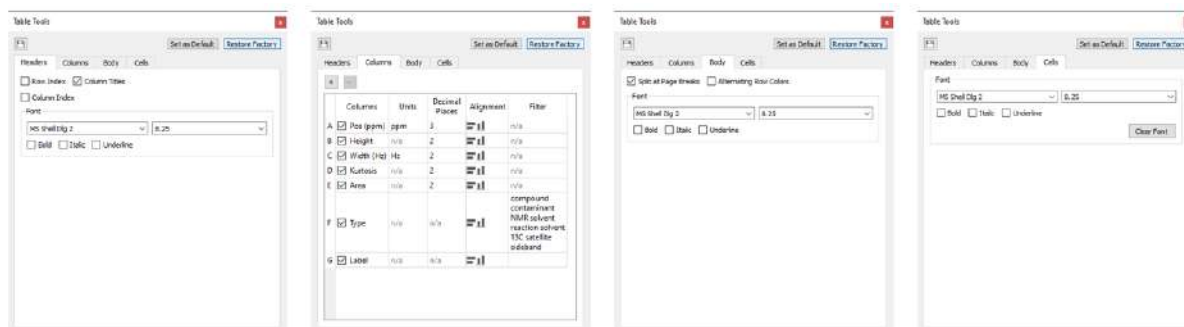 Table Tools
x
Set as Default Restore Factory
Headers Columns Body Cells
Row Index Column Titles
Column Index
Font
MS Shell Dlg 2 8.25
Bold Italic Underline
Table Tools
x
Set as Default Restore Factory
Headers Columns Body Cells
Columns Units Decimal Places Alignment Filter
A Pos (ppm) ppm 3 n/a
B Height n/a 2 n/a
C Width (Hz) Hz 2 n/a
D Kurtosis n/a 2 n/a
E Area n/a 2 n/a
F Type n/a n/a
compound
contaminant
NMR solvent
reaction solvent
13C satellite
sideband
G Label n/a n/a
Table Tools
x
Set as Default Restore Factory
Headers Columns Body Cells
Split at Page Breaks Alternating Row Colors
Font
MS Shell Dlg 2 8.25
Bold Italic Underline
Table Tools
Set as Default Restore Factory
Headers Columns Body Cells
Font
MS Shell Dlg 2 8.25
Bold Italic Underline
Clear Font